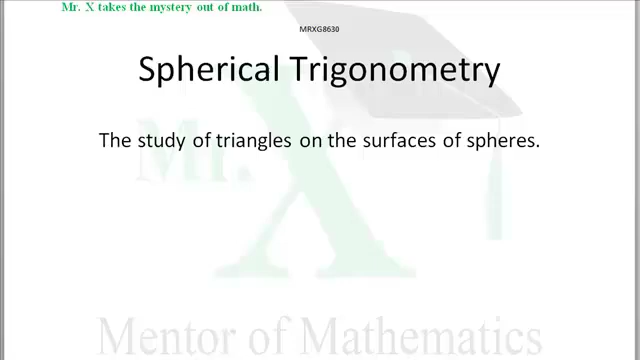 Mr. X takes the mystery out of math.
MRXG8630
Spherical Trigonometry
The study of triangles on the surfaces of spheres.
Mr.
X
Mentor of Mathematics